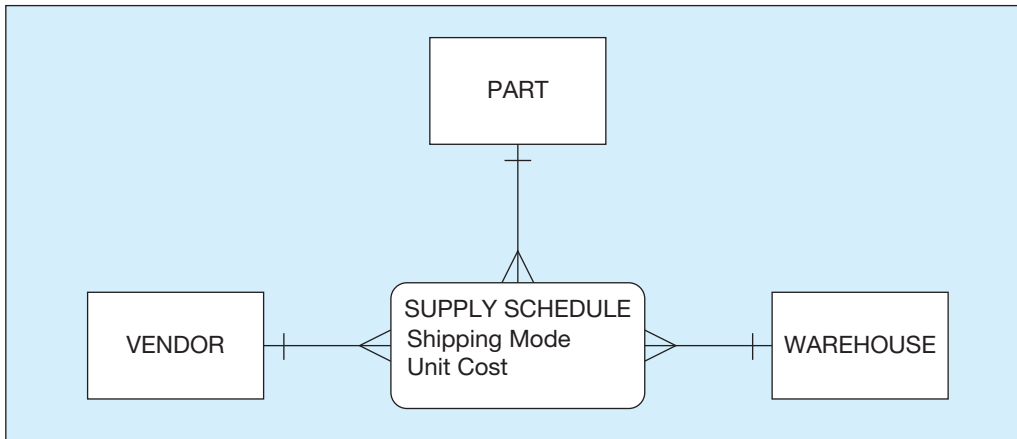 PART
VENDOR
SUPPLY SCHEDULE
Shipping Mode
Unit Cost
WAREHOUSE